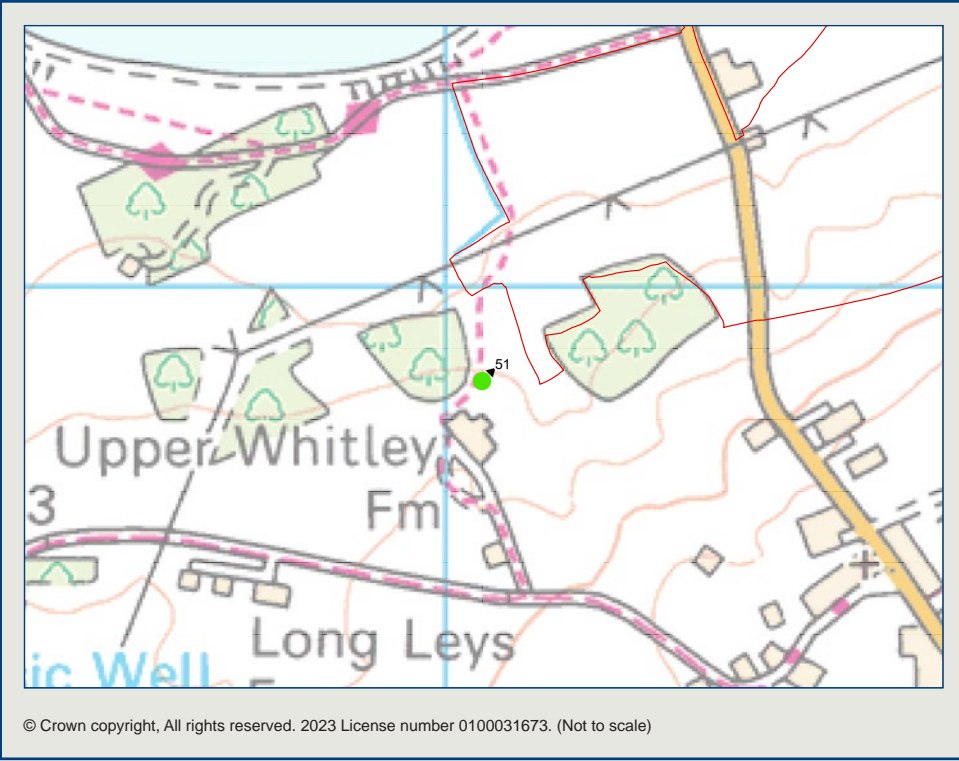 51
Upper Whitley
Fm
3
Long Leys
ic Well
© Crown copyright, All rights reserved. 2023 License number 0100031673. (Not to scale)